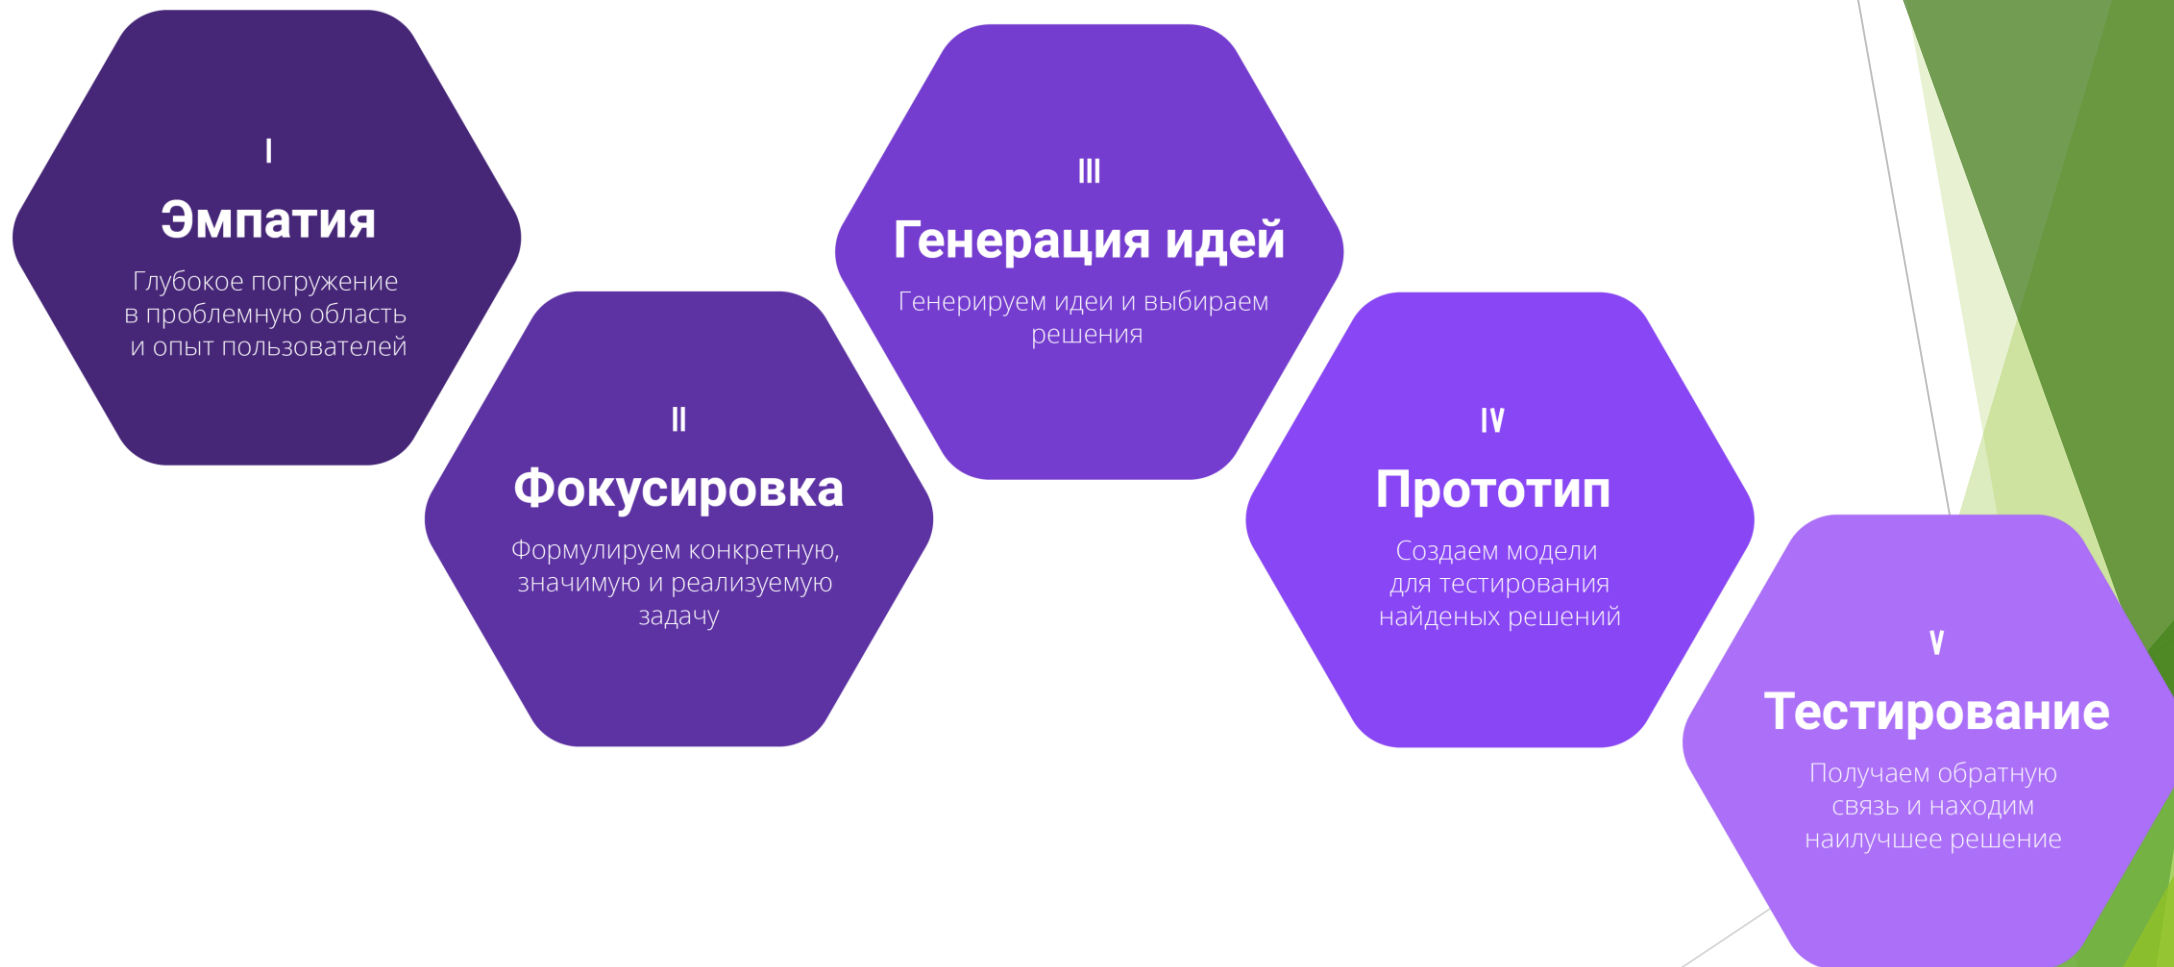 I
Эмпатия
Глубокое погружение
в проблемную область
и опыт пользователей
II
Фокусировка
Формулируем конкретную,
значимую и реализуемую
задачу
III
Генерация идей
Генерируем идеи и выбираем
решения
IV
Прототип
Создаем модели
для тестирования
найденых решений
V
Тестирование
Получаем обратную
связь и находим
наилучшее решение